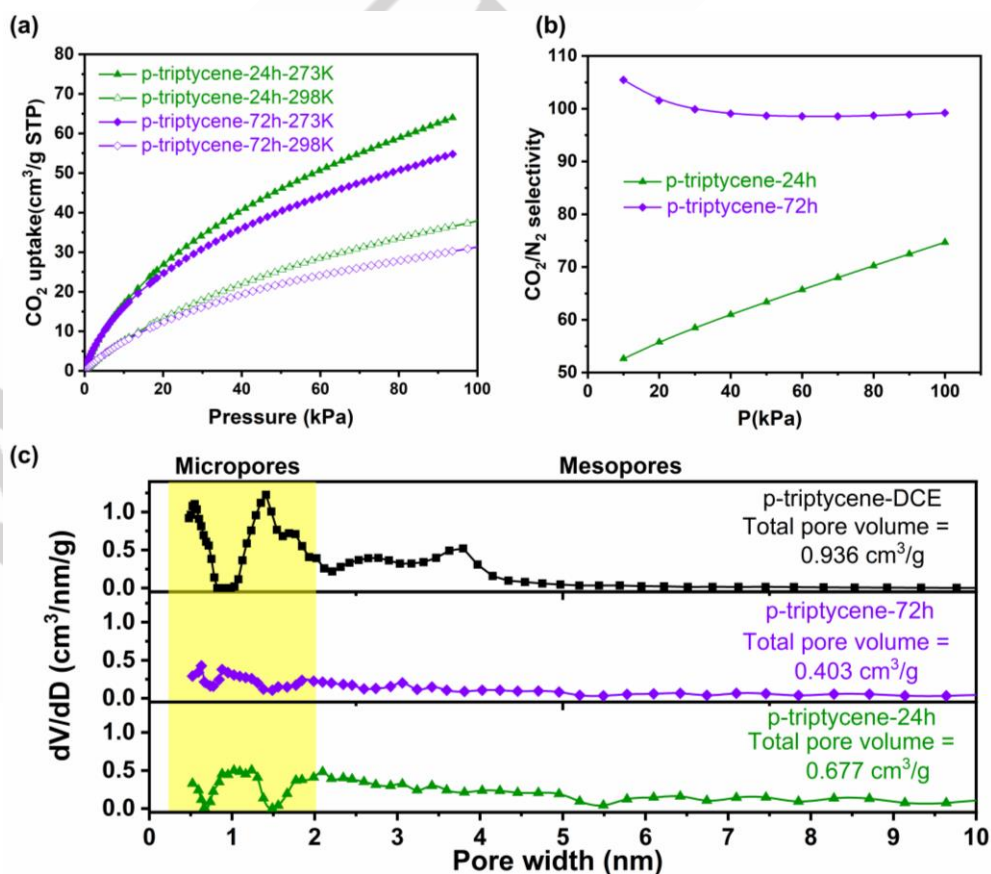 (a)
80
70
60
50
40
30
20
10
0
CO₂ uptake(cm³/g STP)
p-triptycene-24h-273K
p-triptycene-24h-298K
p-triptycene-72h-273K
p-triptycene-72h-298K
0 20 40 60 80 100
Pressure (kPa)
(b)
110
100
90
80
70
60
50
CO₂/N₂ selectivity
p-triptycene-24h
p-triptycene-72h
20 40 60 80 100
P(kPa)
(c)
Micropores
Mesopores
dV/dD (cm³/nm/g)
1.0
0.5
0.0
p-triptycene-DCE
Total pore volume =
0.936 cm³/g
1.0
0.5
0.0
p-triptycene-72h
Total pore volume =
0.403 cm³/g
1.0
0.5
0.0
p-triptycene-24h
Total pore volume =
0.677 cm³/g
0 1 2 3 4 5 6 7 8 9 10
Pore width (nm)